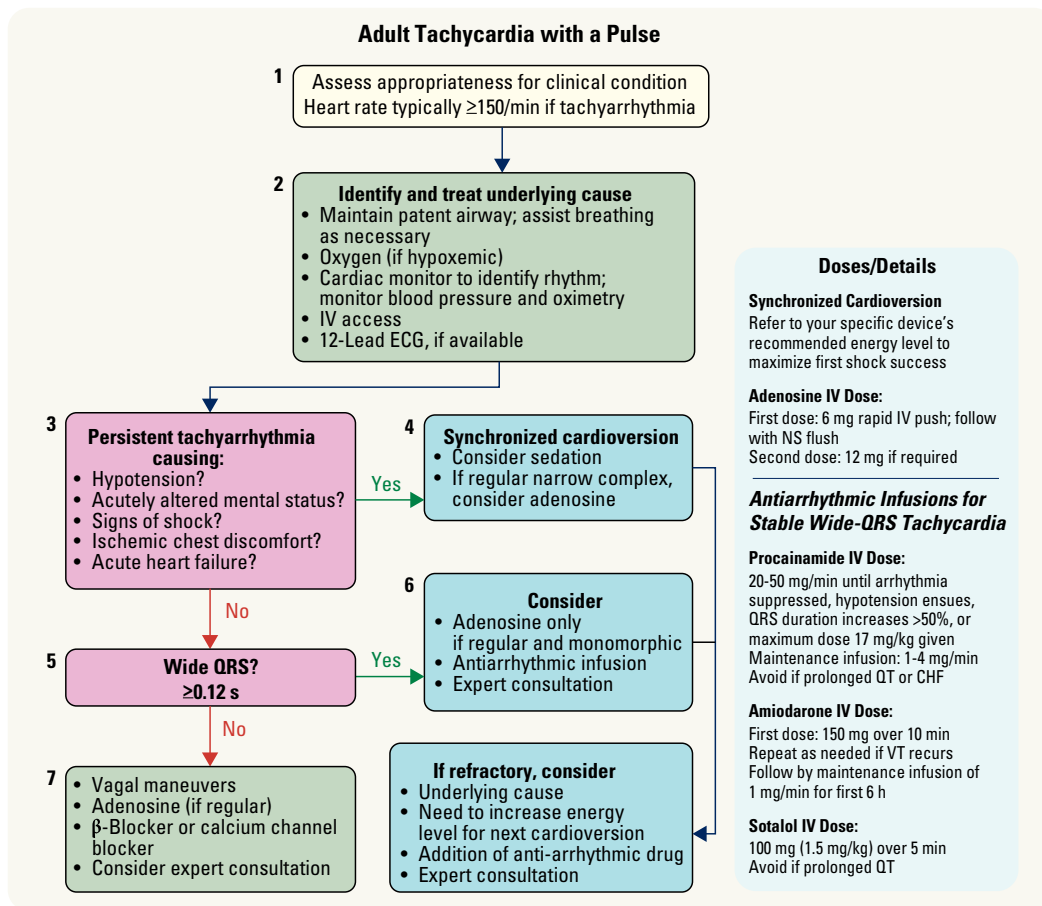 Adult Tachycardia with a Pulse
1
Assess appropriateness for clinical condition
Heart rate typically ≥150/min if tachyarrhythmia
2
Identify and treat underlying cause
• Maintain patent airway; assist breathing
as necessary
• Oxygen (if hypoxemic)
• Cardiac monitor to identify rhythm;
monitor blood pressure and oximetry
• IV access
• 12-Lead ECG, if available
3
Persistent tachyarrhythmia
causing:
• Hypotension?
• Acutely altered mental status?
• Signs of shock?
• Ischemic chest discomfort?
• Acute heart failure?
Yes
4
Synchronized cardioversion
• Consider sedation
• If regular narrow complex,
consider adenosine
No
5
Wide QRS?
≥0.12 s
Yes
6
Consider
• Adenosine only
if regular and monomorphic
• Antiarrhythmic infusion
• Expert consultation
No
7
• Vagal maneuvers
• Adenosine (if regular)
• β-Blocker or calcium channel
blocker
• Consider expert consultation
If refractory, consider
• Underlying cause
• Need to increase energy
level for next cardioversion
• Addition of anti-arrhythmic drug
• Expert consultation
Doses/Details
Synchronized Cardioversion
Refer to your specific device's
recommended energy level to
maximize first shock success
Adenosine IV Dose:
First dose: 6 mg rapid IV push; follow
with NS flush
Second dose: 12 mg if required
Antiarrhythmic Infusions for
Stable Wide-QRS Tachycardia
Procainamide IV Dose:
20-50 mg/min until arrhythmia
suppressed, hypotension ensues,
QRS duration increases >50%, or
maximum dose 17 mg/kg given
Maintenance infusion: 1-4 mg/min
Avoid if prolonged QT or CHF
Amiodarone IV Dose:
First dose: 150 mg over 10 min
Repeat as needed if VT recurs
Follow by maintenance infusion of
1 mg/min for first 6 h
Sotalol IV Dose:
100 mg (1.5 mg/kg) over 5 min
Avoid if prolonged QT